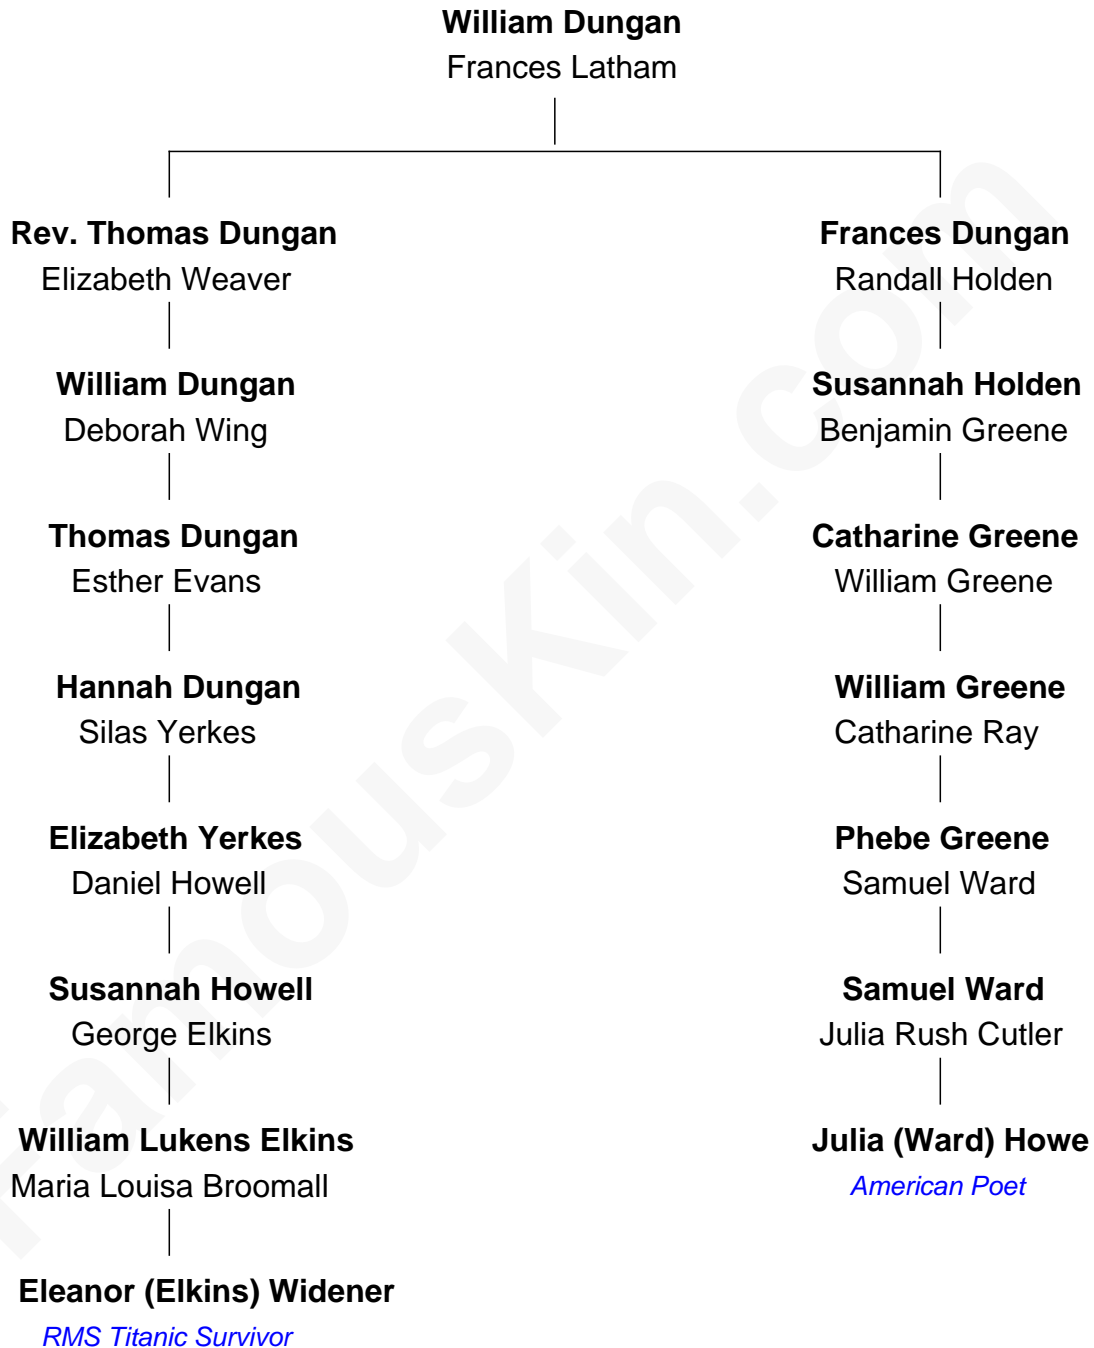 William Dungan
Frances Latham
Rev. Thomas Dungan
Elizabeth Weaver
Frances Dungan
Randall Holden
William Dungan
Deborah Wing
Susannah Holden
Benjamin Greene
Thomas Dungan
Esther Evans
Catharine Greene
William Greene
Hannah Dungan
Silas Yerkes
William Greene
Catharine Ray
Elizabeth Yerkes
Daniel Howell
Phebe Greene
Samuel Ward
Susannah Howell
George Elkins
Samuel Ward
Julia Rush Cutler
William Lukens Elkins
Maria Louisa Broomall
Julia (Ward) Howe
American Poet
Eleanor (Elkins) Widener
RMS Titanic Survivor
FamousKin.com